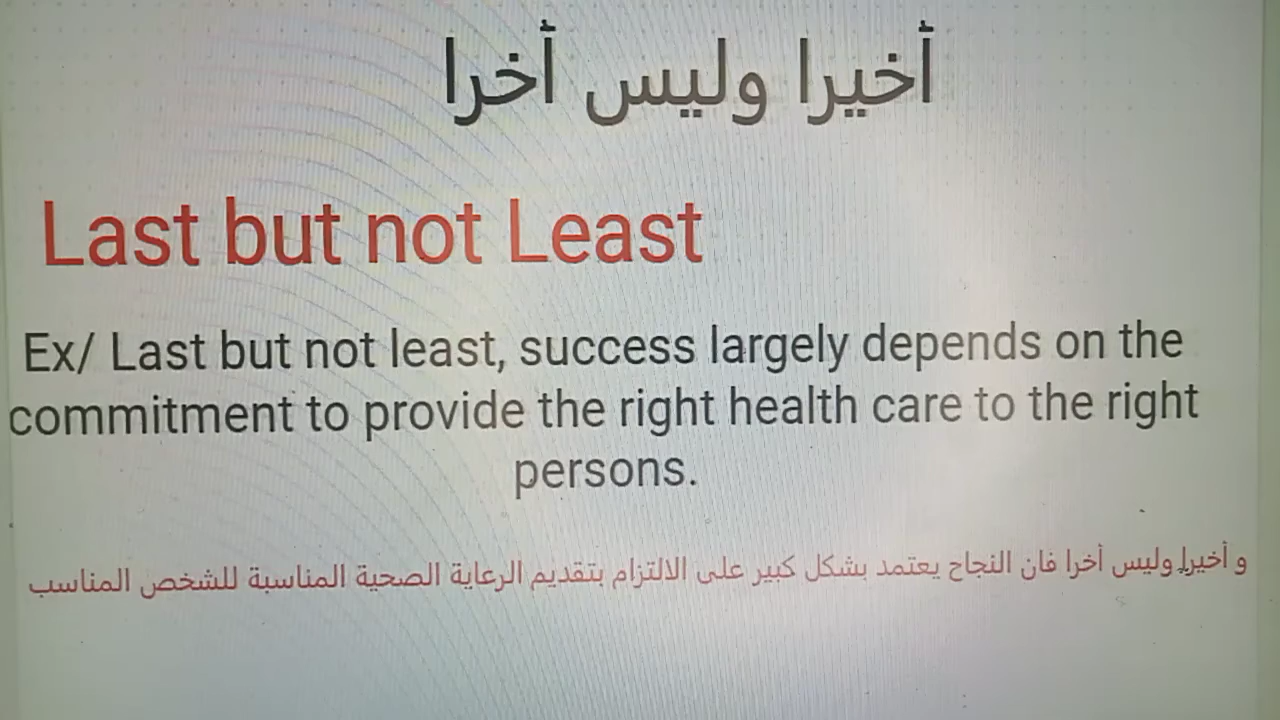 أخيرا وليس أخرا
Last but not Least
Ex/ Last but not least, success largely depends on the
commitment to provide the right health care to the right
persons.
و أخيرا وليس أخرا فان النجاح يعتمد بشكل كبير على الالتزام بتقديم الرعاية الصحية المناسبة للشخص المناسب